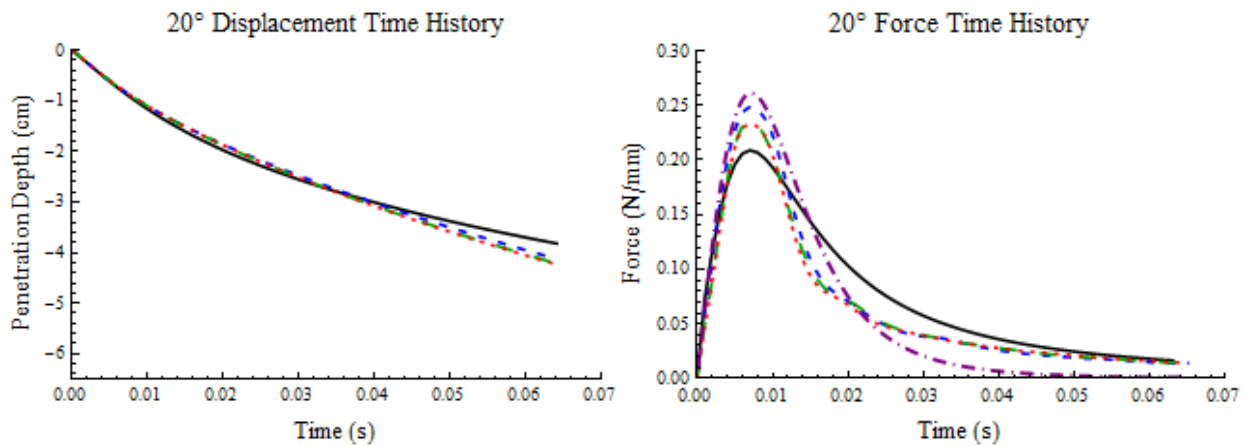 20° Displacement Time History
0
−1
−2
−3
−4
−5
−6
Penetration Depth (cm)
0.00 0.01 0.02 0.03 0.04 0.05 0.06 0.07
Time (s)
20° Force Time History
0.30
0.25
0.20
0.15
0.10
0.05
0.00
Force (N/mm)
0.00 0.01 0.02 0.03 0.04 0.05 0.06 0.07
Time (s)